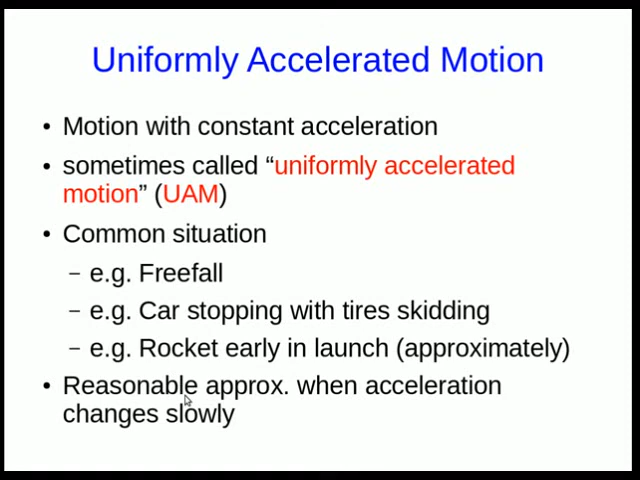 Uniformly Accelerated Motion
• Motion with constant acceleration
• sometimes called “uniformly accelerated
motion” (UAM)
• Common situation
– e.g. Freefall
– e.g. Car stopping with tires skidding
– e.g. Rocket early in launch (approximately)
• Reasonable approx. when acceleration
changes slowly